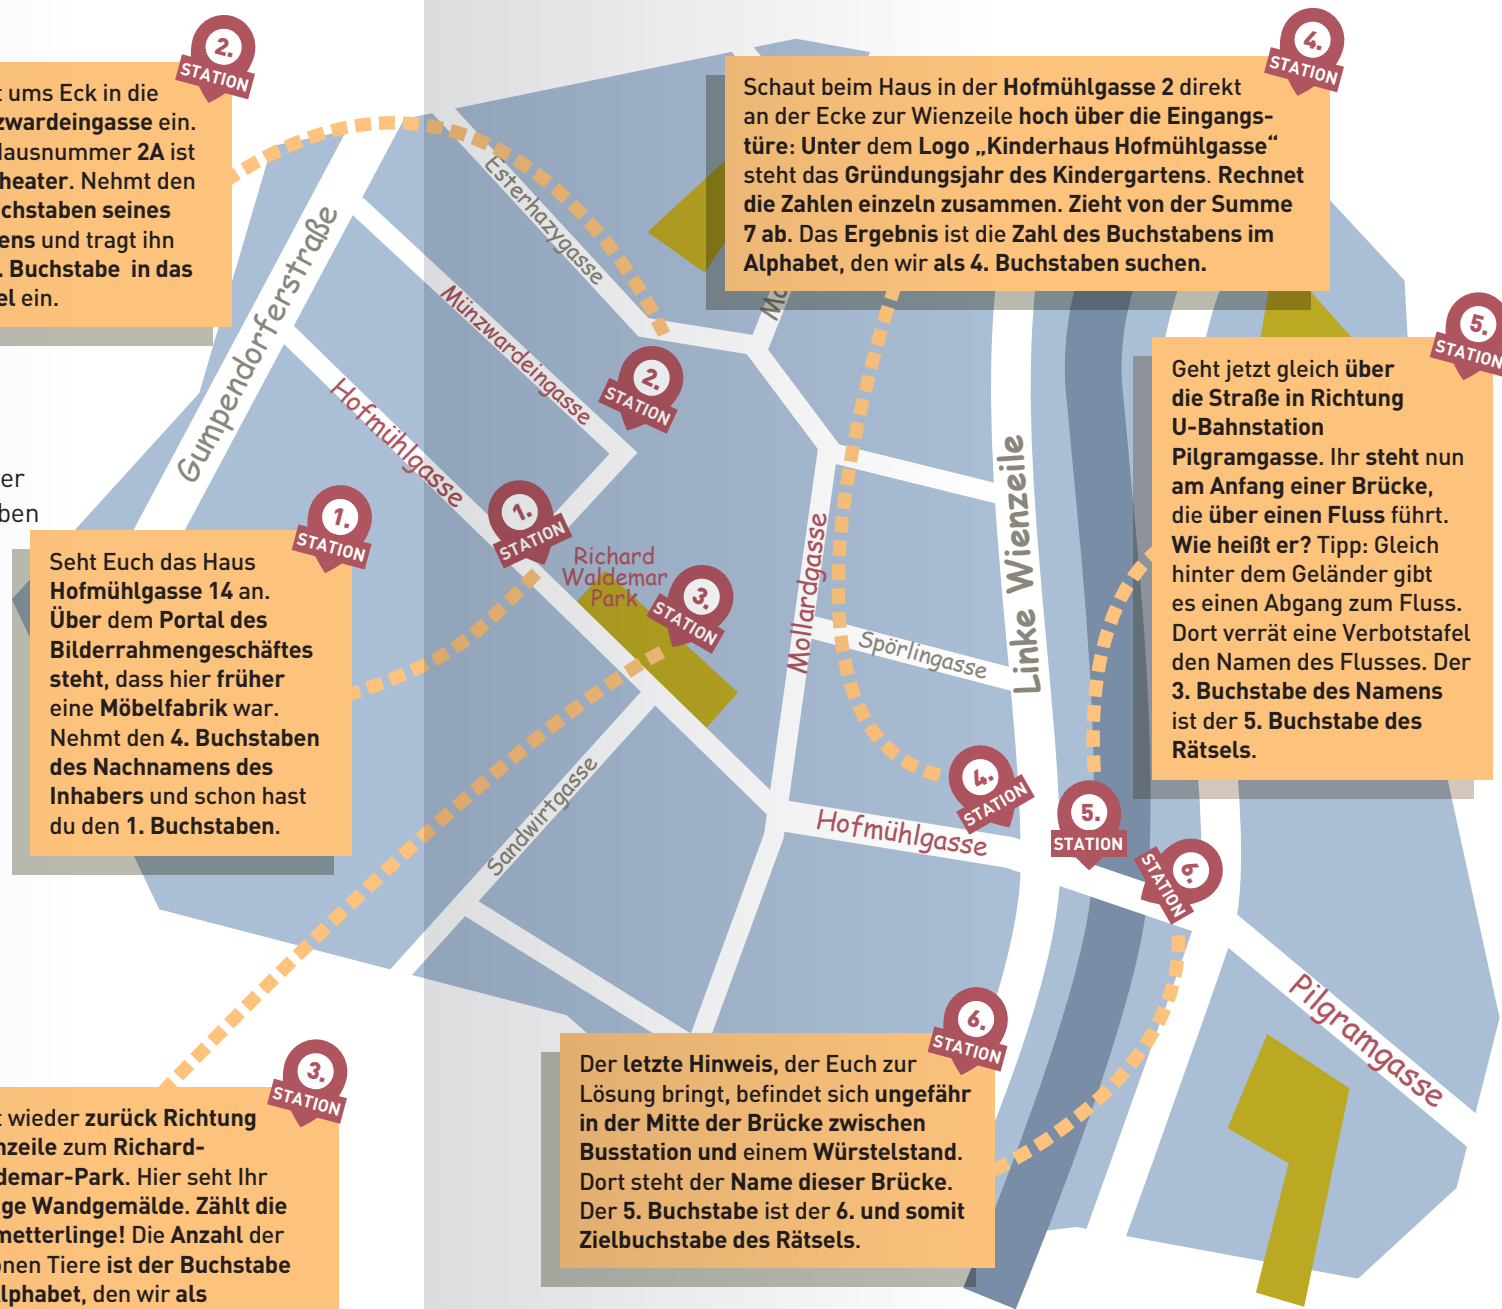 2.
STATION
t ums Eck in die
zwardeingasse ein.
Hausnummer 2A ist
heater. Nehmt den
chstaben seines
ens und tragt ihn
. Buchstabe in das
el ein.
4.
STATION
Schaut beim Haus in der Hofmühlgasse 2 direkt
an der Ecke zur Wienzeile hoch über die Eingangs-
türe: Unter dem Logo „Kinderhaus Hofmühlgasse“
steht das Gründungsjahr des Kindergartens. Rechnet
die Zahlen einzeln zusammen. Zieht von der Summe
7 ab. Das Ergebnis ist die Zahl des Buchstabens im
Alphabet, den wir als 4. Buchstaben suchen.
5.
STATION
Geht jetzt gleich über
die Straße in Richtung
U-Bahnstation
Pilgramgasse. Ihr steht nun
am Anfang einer Brücke,
die über einen Fluss führt.
Wie heißt er? Tipp: Gleich
hinter dem Geländer gibt
es einen Abgang zum Fluss.
Dort verrät eine Verbotstafel
den Namen des Flusses. Der
3. Buchstabe des Namens
ist der 5. Buchstabe des
Rätsels.
Esterhazygasse
Gumpendorferstraße
Münzwardeingasse
Hofmühlgasse
Mo
2.
STATION
er
ben
1.
STATION
Seht Euch das Haus
Hofmühlgasse 14 an.
Über dem Portal des
Bilderrahmengeschäftes
steht, dass hier früher
eine Möbelfabrik war.
Nehmt den 4. Buchstaben
des Nachnamens des
Inhabers und schon hast
du den 1. Buchstaben.
1.
STATION
Richard
Waldemar
Park
3.
STATION
Mollardgasse
Linke Wienzeile
Spörlingasse
Sandwirtgasse
Hofmühlgasse
4.
STATION
5.
STATION
6.
STATION
Pilgramgasse
6.
STATION
Der letzte Hinweis, der Euch zur
Lösung bringt, befindet sich ungefähr
in der Mitte der Brücke zwischen
Busstation und einem Würstelstand.
Dort steht der Name dieser Brücke.
Der 5. Buchstabe ist der 6. und somit
Zielbuchstabe des Rätsels.
3.
STATION
t wieder zurück Richtung
nzeile zum Richard-
demar-Park. Hier seht Ihr
ge Wandgemälde. Zählt die
metterlinge! Die Anzahl der
onen Tiere ist der Buchstabe
lphabet, den wir als